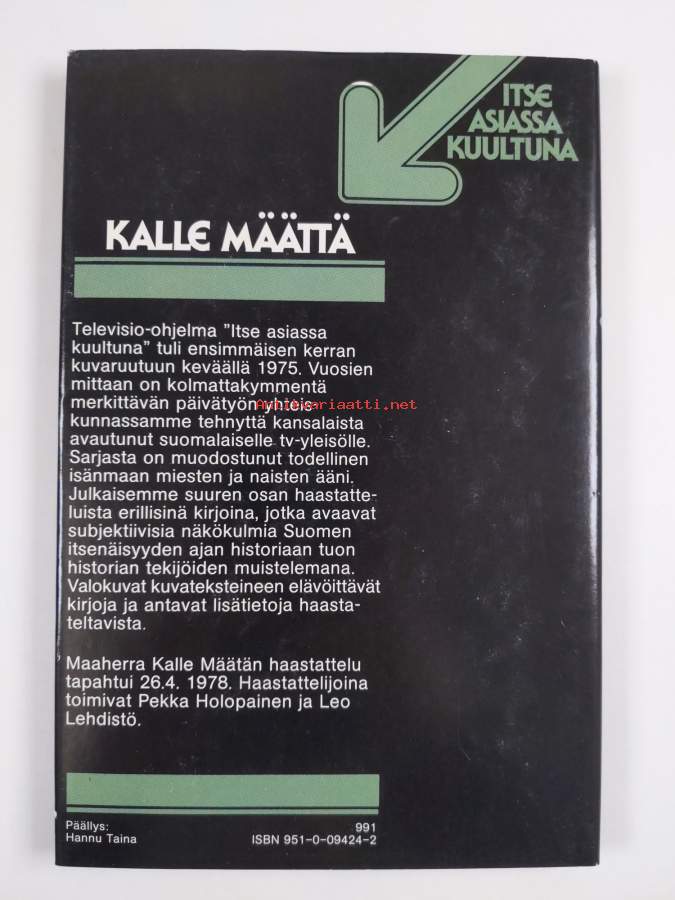 ITSE
ASIASSA
KUULTUNA
KALLE MÄÄTTÄ
Televisio-ohjelma ”Itse asiassa
kuultuna” tuli ensimmäisen kerran
kuvaruutuun keväällä 1975. Vuosien
mittaan on kolmattakymmentä
merkittävän päivätyön yhteis-
kunnassamme tehnyttä kansalaista
avautunut suomalaiselle tv-yleisölle.
Sarjasta on muodostunut todellinen
isänmaan miesten ja naisten ääni.
Julkaisemme suuren osan haastatte-
luista erillisinä kirjoina, jotka avaavat
subjektiivisia näkökulmia Suomen
itsenäisyyden ajan historiaan tuon
historian tekijöiden muistelemana.
Valokuvat kuvateksteineen elävöittävät
kirjoja ja antavat lisätietoja haasta-
teltavista.
Maaherra Kalle Määtän haastattelu
tapahtui 26.4. 1978. Haastattelijoina
toimivat Pekka Holopainen ja Leo
Lehdistö.
Päällys:
Hannu Taina
991
ISBN 951-0-09424-2
Antikvariaatti.net